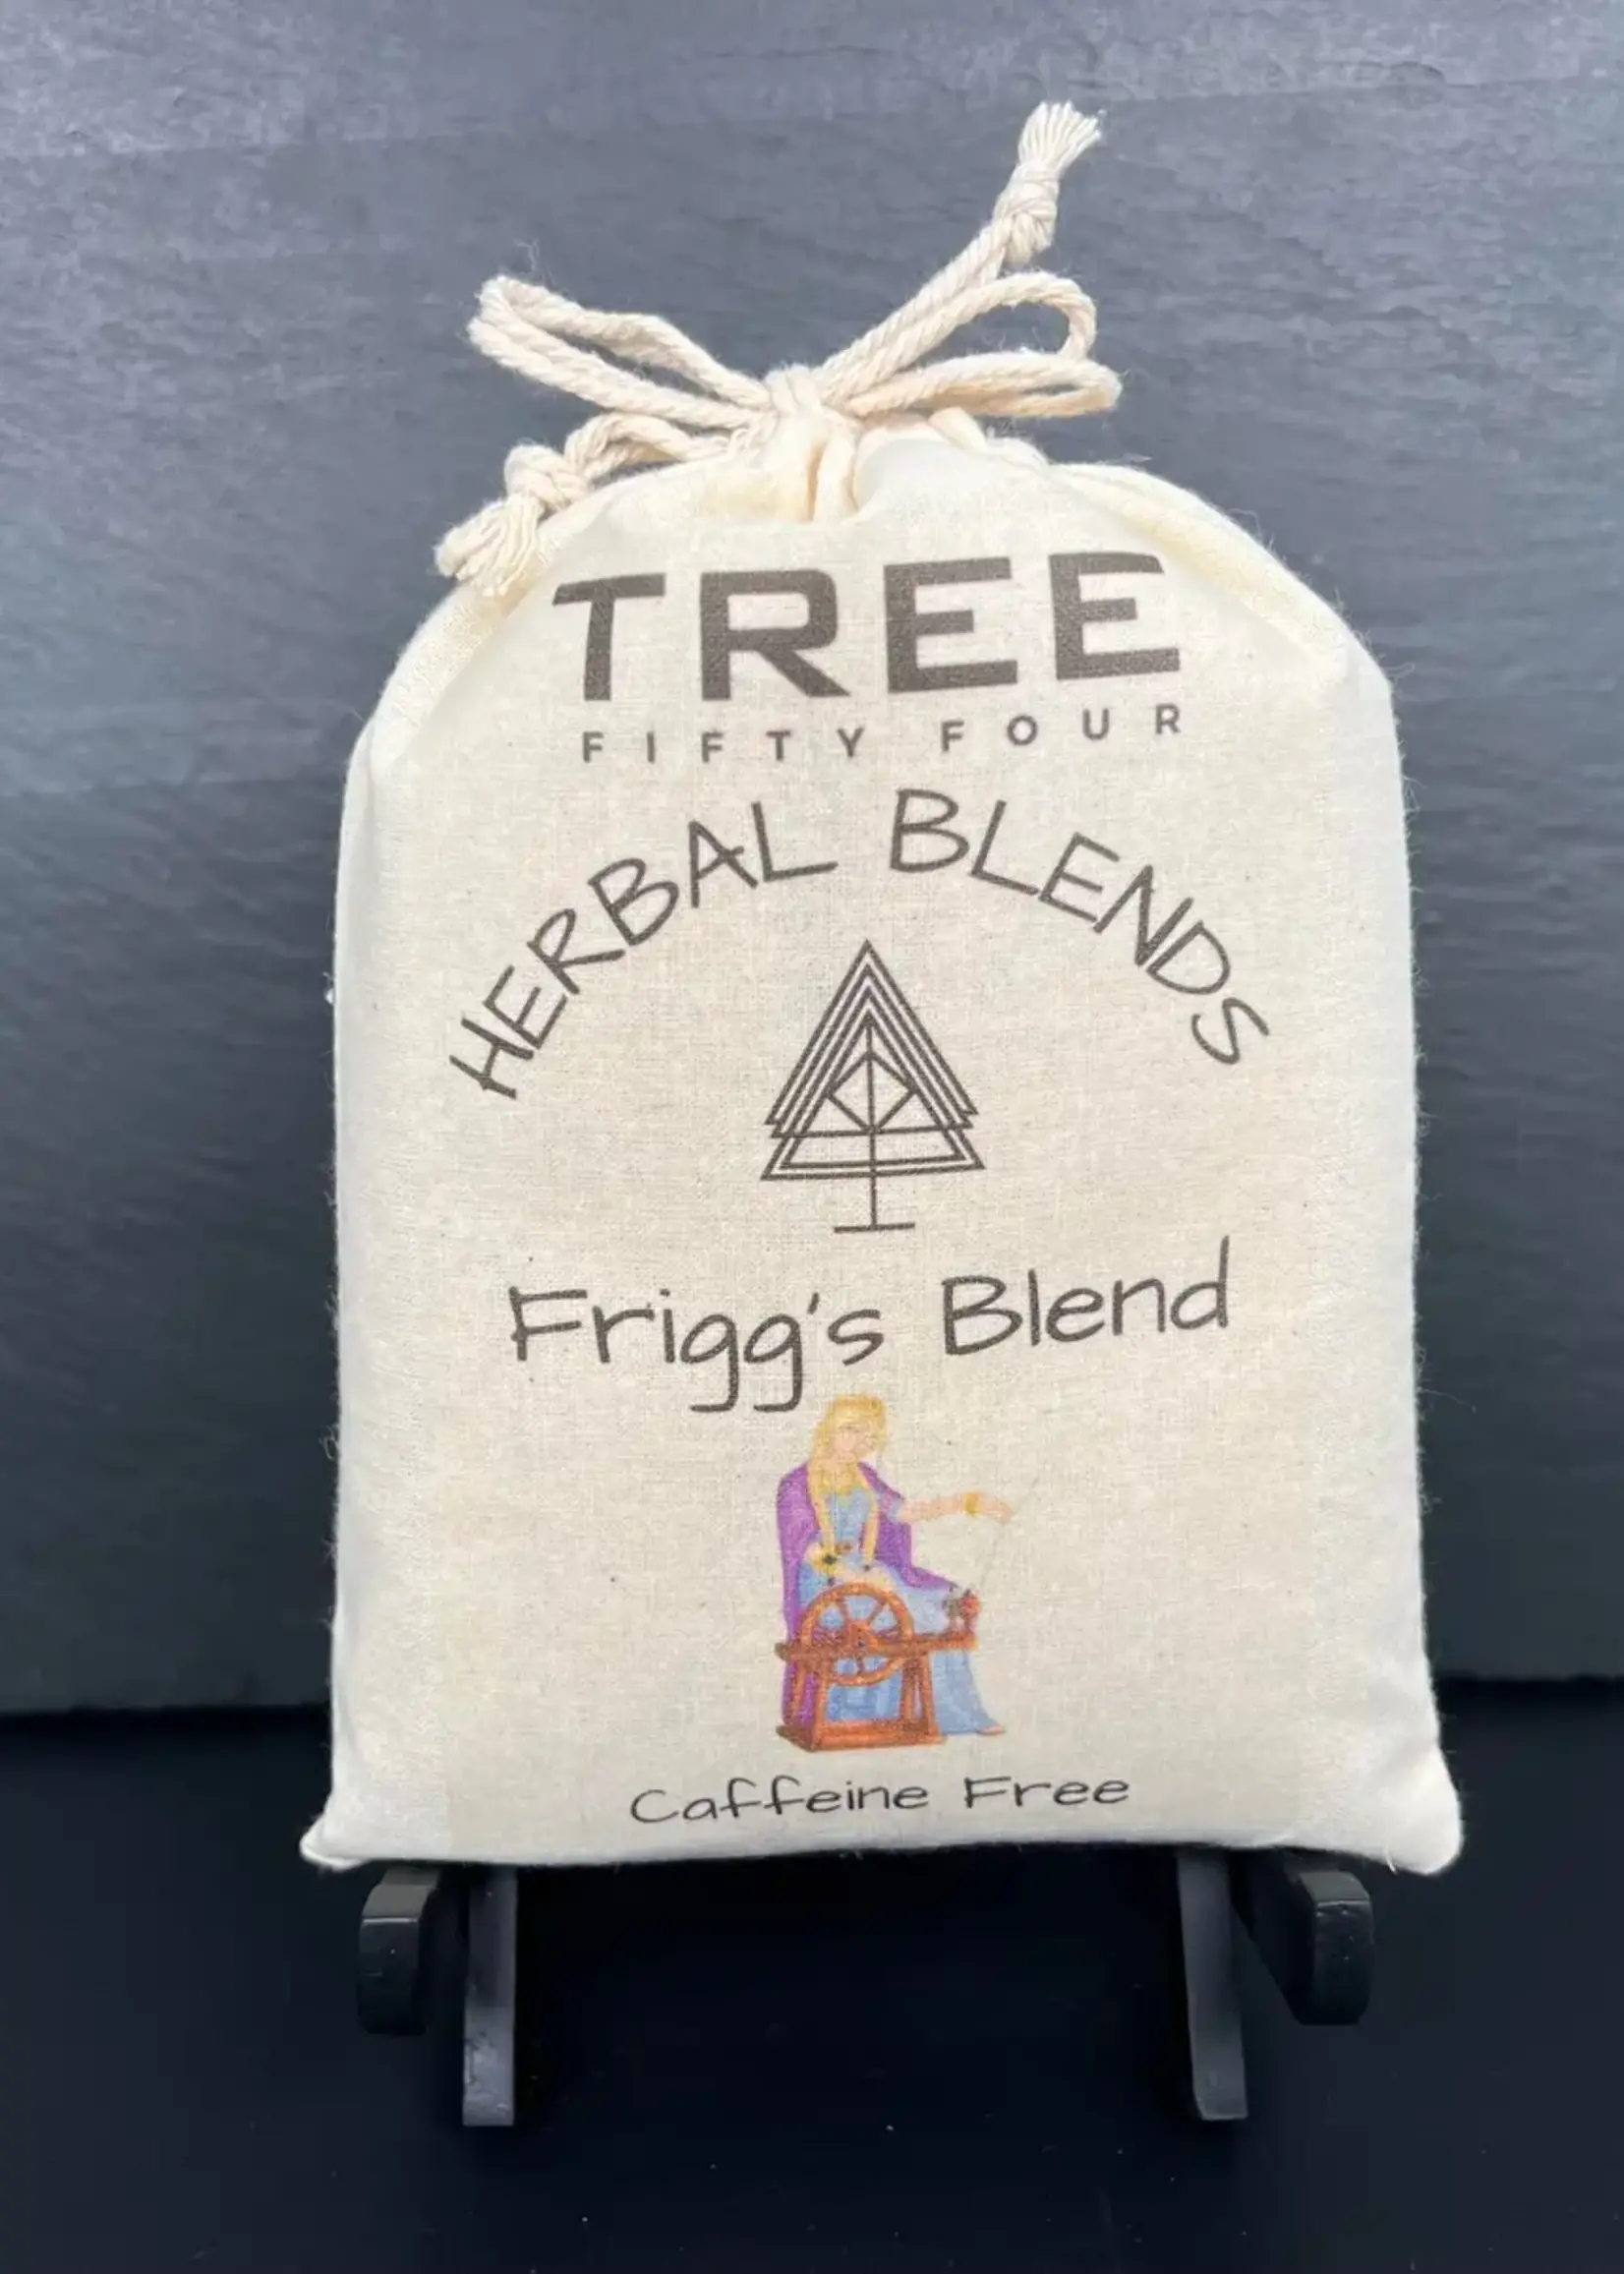 TREE
FIFTY FOUR
HERBAL BLENDS
Frigg's Blend
Caffeine Free